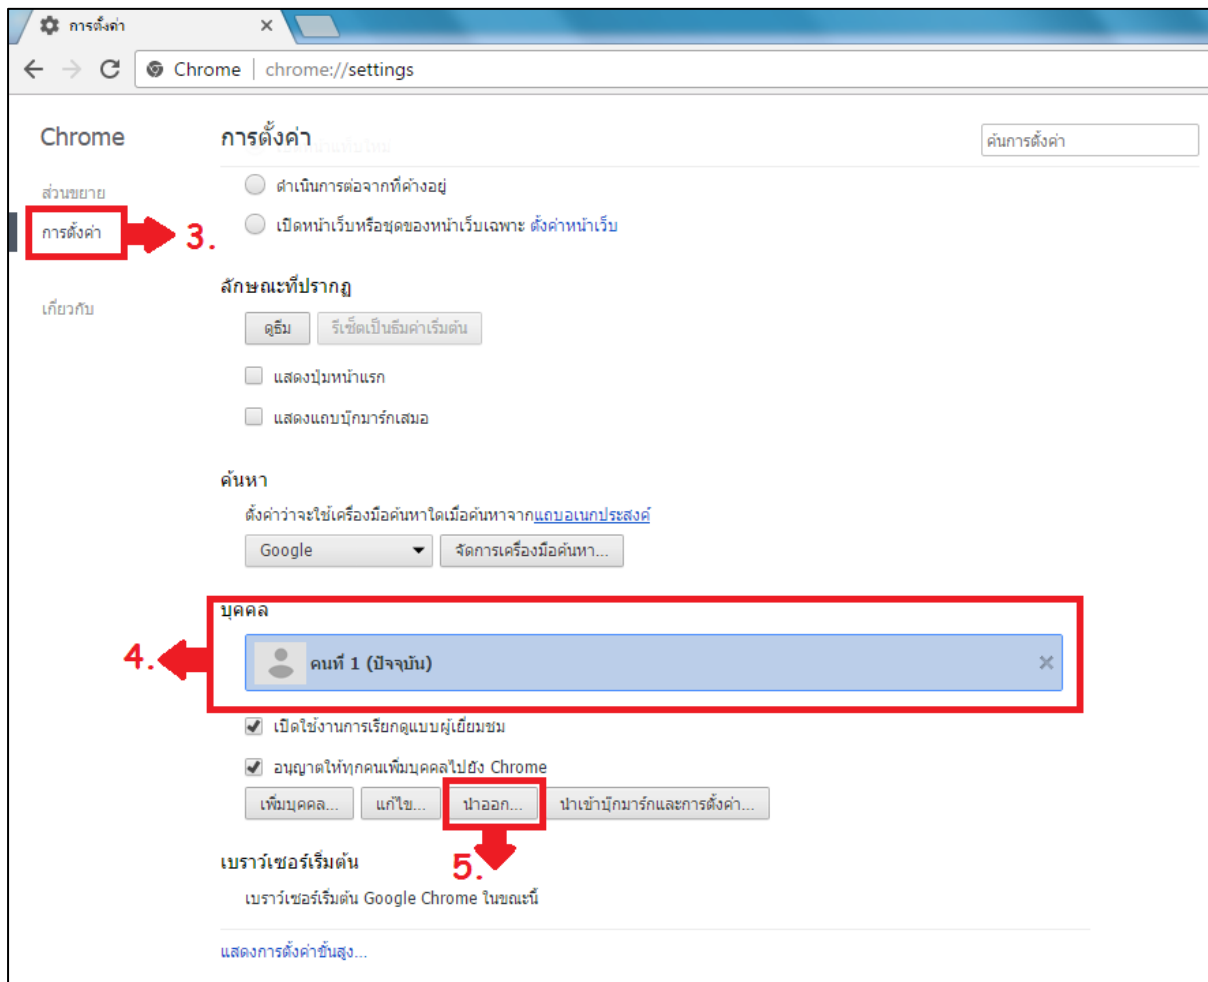 การตั้งค่า
Chrome chrome://settings
Chrome
การตั้งค่า
ค้นการตั้งค่า
ส่วนขยาย
ดำเนินการต่อจากที่ค้างอยู่
การตั้งค่า
3.
เปิดหน้าเว็บหรือชุดของหน้าเว็บเฉพาะ ตั้งค่าหน้าเว็บ
ลักษณะที่ปรากฏ
เกี่ยวกับ
ดูธีม รีเซ็ตเป็นธีมค่าเริ่มต้น
แสดงปุ่มหน้าแรก
แสดงแถบบุ๊กมาร์กเสมอ
ค้นหา
ตั้งค่าว่าจะใช้เครื่องมือค้นหาใดเมื่อค้นหาจากแถบอเนกประสงค์
Google จัดการเครื่องมือค้นหา...
บุคคล
4.
คนที่ 1 (ปัจจุบัน)
เปิดใช้งานการเรียกดูแบบผู้เยี่ยมชม
อนุญาตให้ทุกคนเพิ่มบุคคลไปยัง Chrome
เพิ่มบุคคล... แก้ไข... นำออก... นำเข้าบุ๊กมาร์กและการตั้งค่า...
เบราว์เซอร์เริ่มต้น
5.
เบราว์เซอร์เริ่มต้น Google Chrome ในขณะนี้
แสดงการตั้งค่าขั้นสูง...